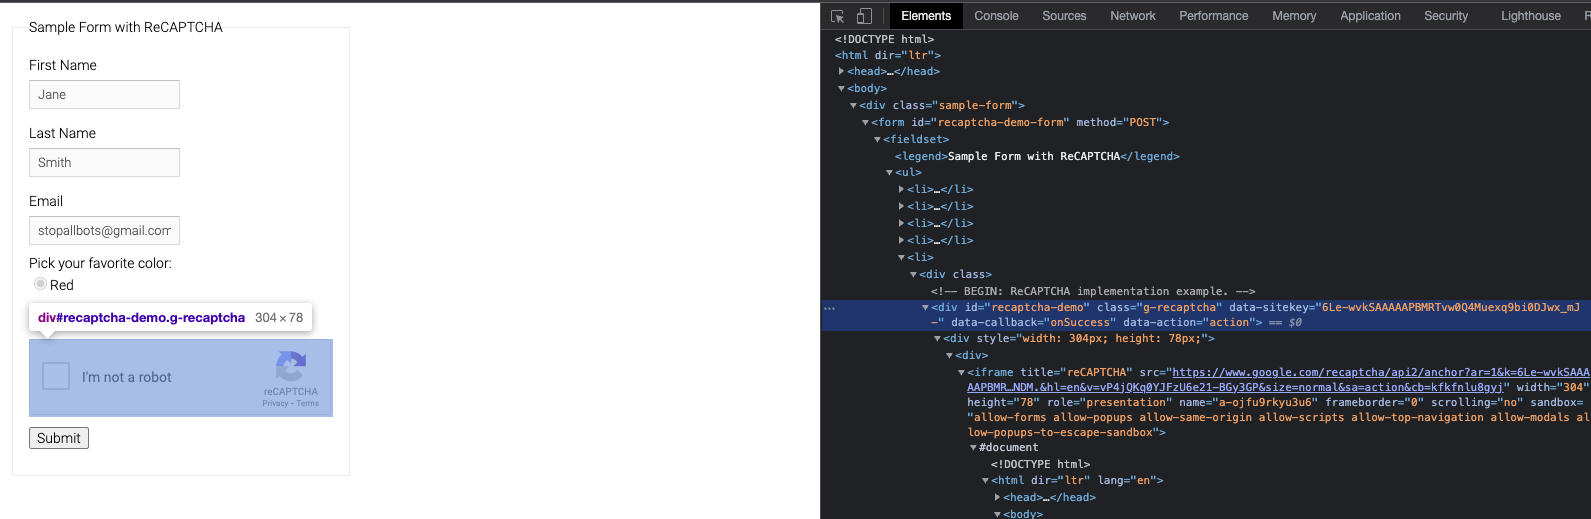 Sample Form with ReCAPTCHA
First Name
Jane
Last Name
Smith
Email
stopallbots@gmail.com
Pick your favorite color:
Red
div#recaptcha-demo.g-recaptcha 304 × 78
I'm not a robot
reCAPTCHA
Privacy - Terms
Submit
Elements Console Sources Network Performance Memory Application Security Lighthouse R
<!DOCTYPE html>
<html dir="ltr">
<head>…</head>
<body>
<div class="sample-form">
<form id="recaptcha-demo-form" method="POST">
<fieldset>
<legend>Sample Form with ReCAPTCHA</legend>
<ul>
<li>…</li>
<li>…</li>
<li>…</li>
<li>…</li>
<li>
<div class>
<!-- BEGIN: ReCAPTCHA implementation example. -->
<div id="recaptcha-demo" class="g-recaptcha" data-sitekey="6Le-wvkSAAAAAPBMRTvw0Q4Muexq9bi0DJwx_mJ
-" data-callback="onSuccess" data-action="action"> == $0
<div style="width: 304px; height: 78px;">
<div>
<iframe title="reCAPTCHA" src="https://www.google.com/recaptcha/api2/anchor?ar=1&k=6Le-wvkSAAA
AAPBMR…NDM.&hl=en&v=vP4jQKq0YJFzU6e21-BGy3GP&size=normal&sa=action&cb=kfkfnlu8gyj" width="304"
height="78" role="presentation" name="a-ojfu9rkyu3u6" frameborder="0" scrolling="no" sandbox=
"allow-forms allow-popups allow-same-origin allow-scripts allow-top-navigation allow-modals al
low-popups-to-escape-sandbox">
#document
<!DOCTYPE html>
<html dir="ltr" lang="en">
<head>…</head>
<body>